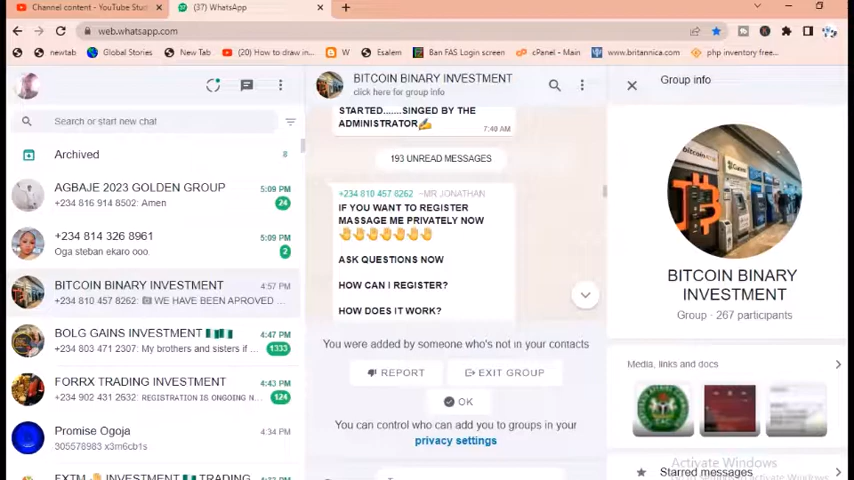 Channel content - YouTube Stud
(37) WhatsApp
web.whatsapp.com
newtab
Global Stories
New Tab
(20) How to draw in...
W
Esalem
Ban FAS Login screen
cPanel - Main
www.britannica.com
php inventory free...
Search or start new chat
Archived
8
AGBAJE 2023 GOLDEN GROUP
5:09 PM
+234 816 914 8502: Amen
24
+234 814 326 8961
5:09 PM
Oga steban ekaro ooo.
2
BITCOIN BINARY INVESTMENT
4:57 PM
+234 810 457 8262: WE HAVE BEEN APROVED ...
BOLG GAINS INVESTMENT
4:47 PM
+234 803 471 2307: My brothers and sisters if ...
1333
FORRX TRADING INVESTMENT
4:43 PM
+234 902 431 2632: REGISTRATION IS ONGOING N...
124
Promise Ogoja
4:34 PM
305578983 x3m6cb1s
BITCOIN BINARY INVESTMENT
click here for group info
STARTED.......SINGED BY THE
ADMINISTRATOR✍
7:40 AM
193 UNREAD MESSAGES
+234 810 457 8262 ~MR JONATHAN
IF YOU WANT TO REGISTER
MASSAGE ME PRIVATELY NOW
🤚🤚🤚🤚🤚🤚🤚
ASK QUESTIONS NOW
HOW CAN I REGISTER?
HOW DOES IT WORK?
You were added by someone who's not in your contacts
REPORT
EXIT GROUP
OK
You can control who can add you to groups in your
privacy settings
Group info
BITCOIN BINARY
INVESTMENT
Group · 267 participants
Media, links and docs
Starred messages
Activate Windows